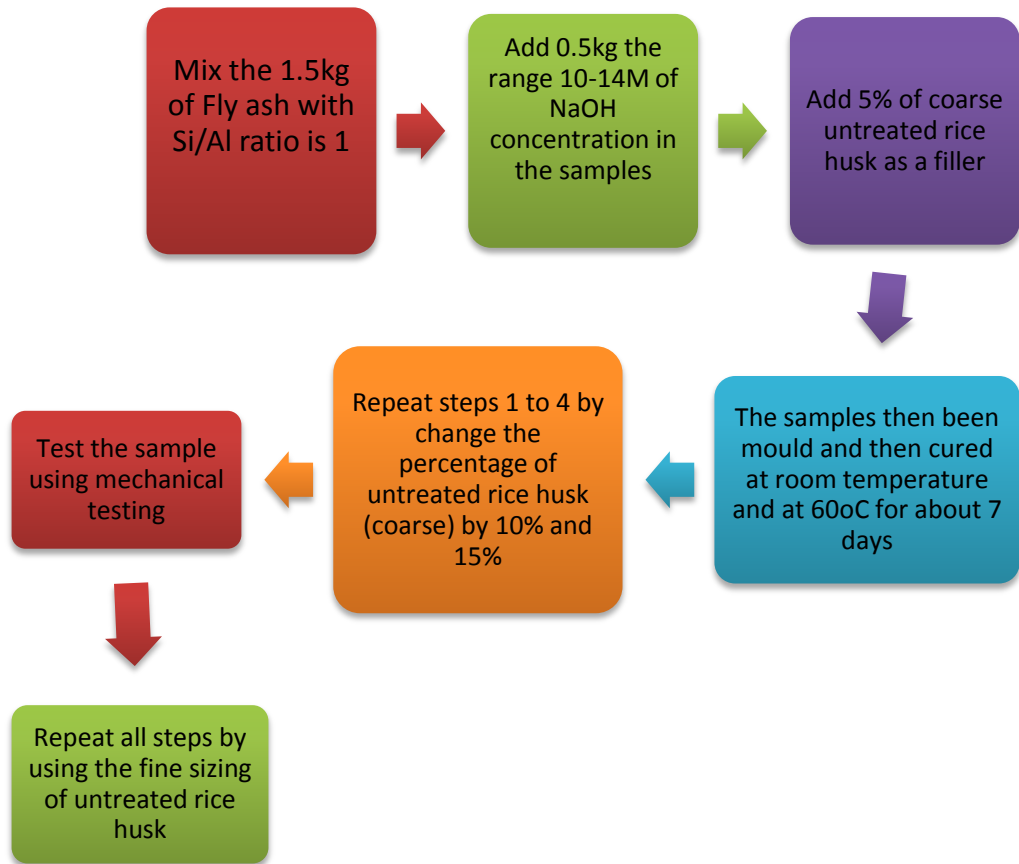 Mix the 1.5kg
of Fly ash with
Si/Al ratio is 1
Add 0.5kg the
range 10-14M of
NaOH
concentration in
the samples
Add 5% of coarse
untreated rice
husk as a filler
The samples then been
mould and then cured
at room temperature
and at 60oC for about 7
days
Repeat steps 1 to 4 by
change the
percentage of
untreated rice husk
(coarse) by 10% and
15%
Test the sample
using mechanical
testing
Repeat all steps by
using the fine sizing
of untreated rice
husk